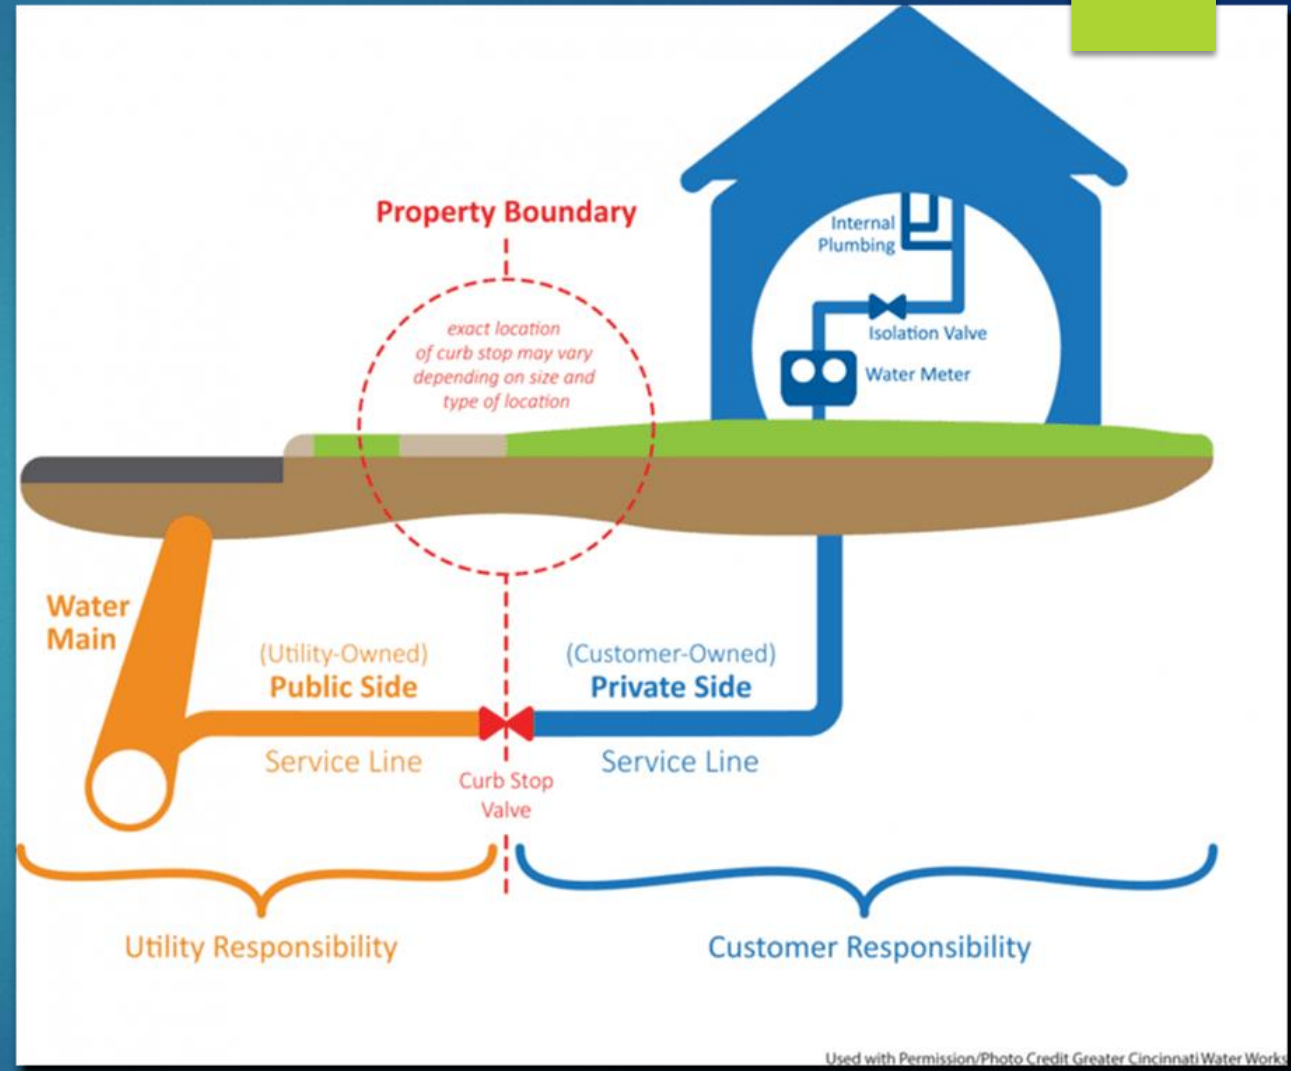 Property Boundary
exact location
of curb stop may vary
depending on size and
type of location
Internal
Plumbing
Isolation Valve
Water Meter
Water
Main
(Utility-Owned)
Public Side
Service Line
(Customer-Owned)
Private Side
Service Line
Curb Stop
Valve
Utility Responsibility
Customer Responsibility
Used with Permission/Photo Credit Greater Cincinnati Water Works